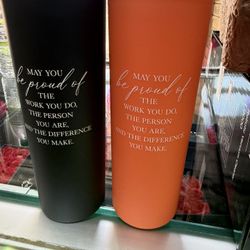 MAY YOU
be proud of
THE
WORK YOU DO,
THE PERSON
YOU ARE,
AND THE DIFFERENCE
YOU MAKE.
MAY YOU
be proud of
THE
WORK YOU DO,
THE PERSON
YOU ARE,
AND THE DIFFERENCE
YOU MAKE.